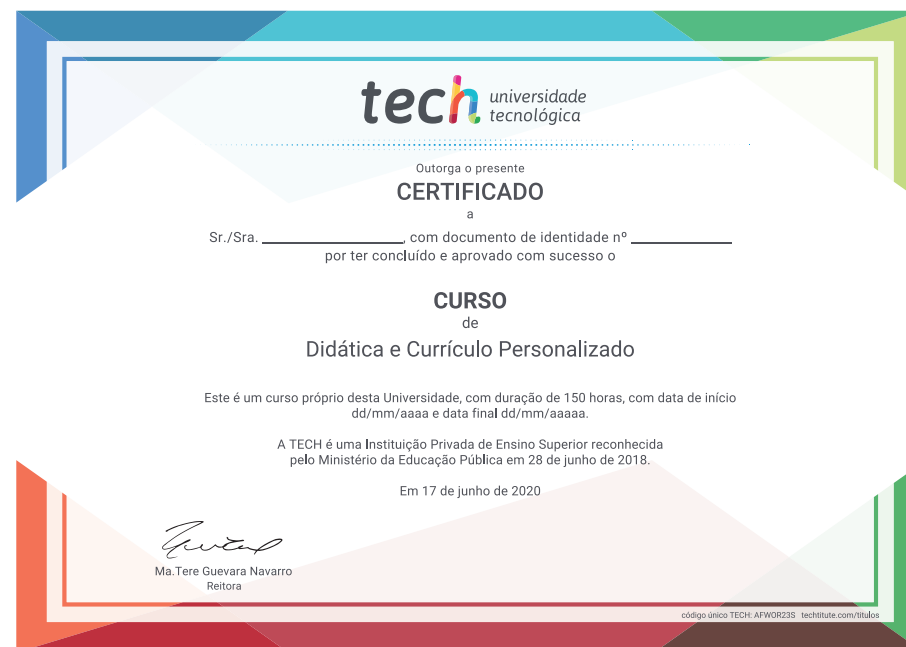 tech universidade
tecnológica
Outorga o presente
CERTIFICADO
a
Sr./Sra. ____________, com documento de identidade nº ____________
por ter concluído e aprovado com sucesso o
CURSO
de
Didática e Currículo Personalizado
Este é um curso próprio desta Universidade, com duração de 150 horas, com data de início
dd/mm/aaaa e data final dd/mm/aaaaa.
A TECH é uma Instituição Privada de Ensino Superior reconhecida
pelo Ministério da Educação Pública em 28 de junho de 2018.
Em 17 de junho de 2020
Ma.Tere Guevara Navarro
Reitora
código único TECH: AFWOR23S techtitute.com/titulos